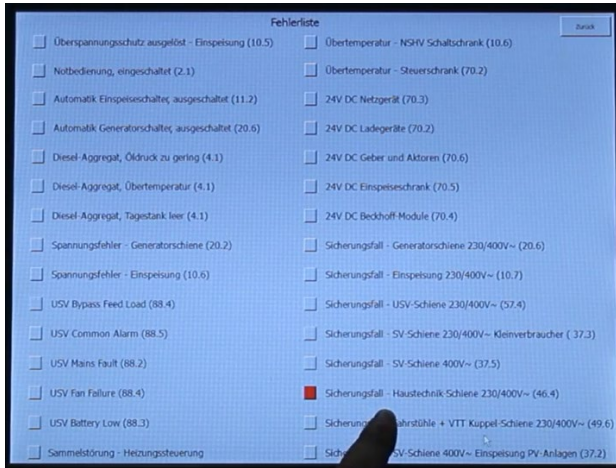 Fehlerliste
Zurück
Überspannungsschutz ausgelöst - Einspeisung (10.5)
Notbedienung, eingeschaltet (2.1)
Automatik Einspeiseschalter, ausgeschaltet (11.2)
Automatik Generatorschalter, ausgeschaltet (20.6)
Diesel-Aggregat, Öldruck zu gering (4.1)
Diesel-Aggregat, Übertemperatur (4.1)
Diesel-Aggregat, Tagestank leer (4.1)
Spannungsfehler - Generatorschiene (20.2)
Spannungsfehler - Einspeisung (10.6)
USV Bypass Feed Load (88.4)
USV Common Alarm (88.5)
USV Mains Fault (88.2)
USV Fan Failure (88.4)
USV Battery Low (88.3)
Sammelstörung - Heizungssteuerung
Übertemperatur - NSHV Schaltschrank (10.6)
Übertemperatur - Steuerschrank (70.2)
24V DC Netzgerät (70.3)
24V DC Ladegeräte (70.2)
24V DC Geber und Aktoren (70.6)
24V DC Einspeiseschrank (70.5)
24V DC Beckhoff-Module (70.4)
Sicherungsfall - Generatorschiene 230/400V~ (20.6)
Sicherungsfall - Einspeisung 230/400V~ (10.7)
Sicherungsfall - USV-Schiene 230/400V~ (57.4)
Sicherungsfall - SV-Schiene 230/400V~ Kleinverbraucher ( 37.3)
Sicherungsfall - SV-Schiene 400V~ (37.5)
Sicherungsfall - Haustechnik-Schiene 230/400V~ (46.4)
+ VTT Kuppel-Schiene 230/400V~ (49.6)
SV-Schiene 400V~ Einspeisung PV-Anlagen (37.2)